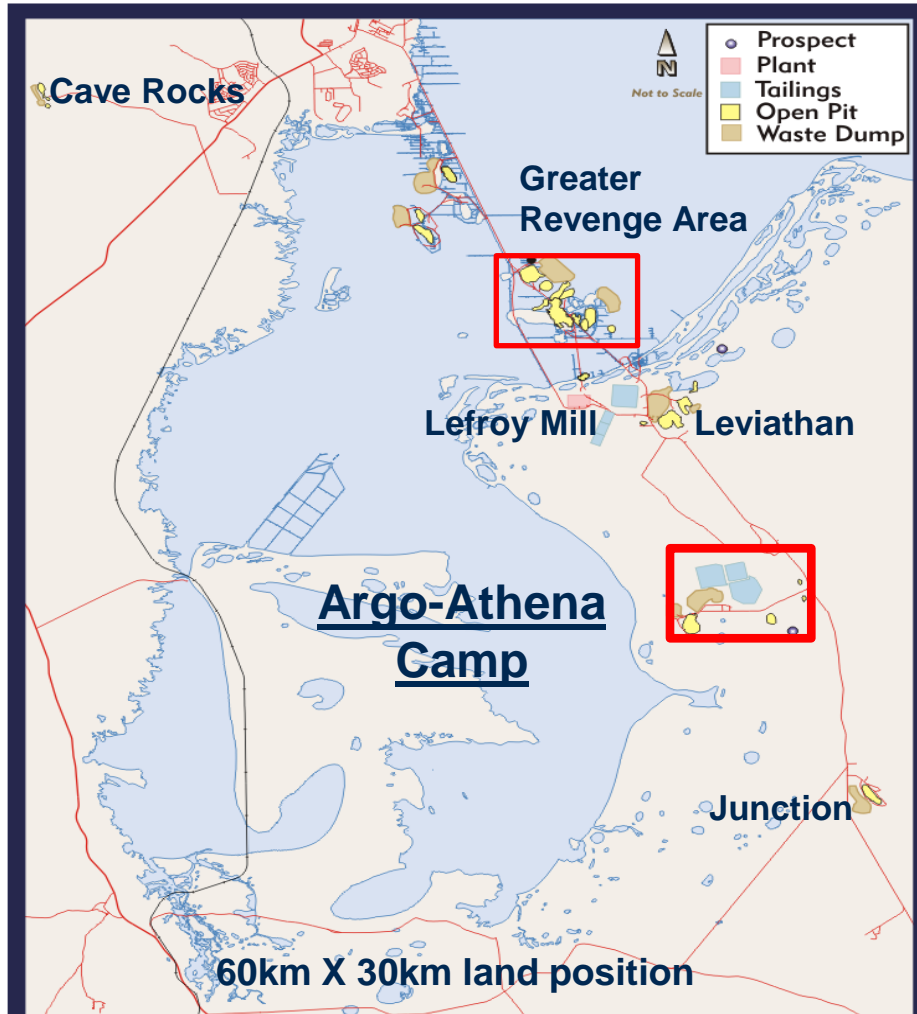 Cave Rocks
N
Not to Scale
Prospect
Plant
Tailings
Open Pit
Waste Dump
Greater
Revenge Area
Lefroy Mill
Leviathan
Argo-Athena
Camp
Junction
60km X 30km land position